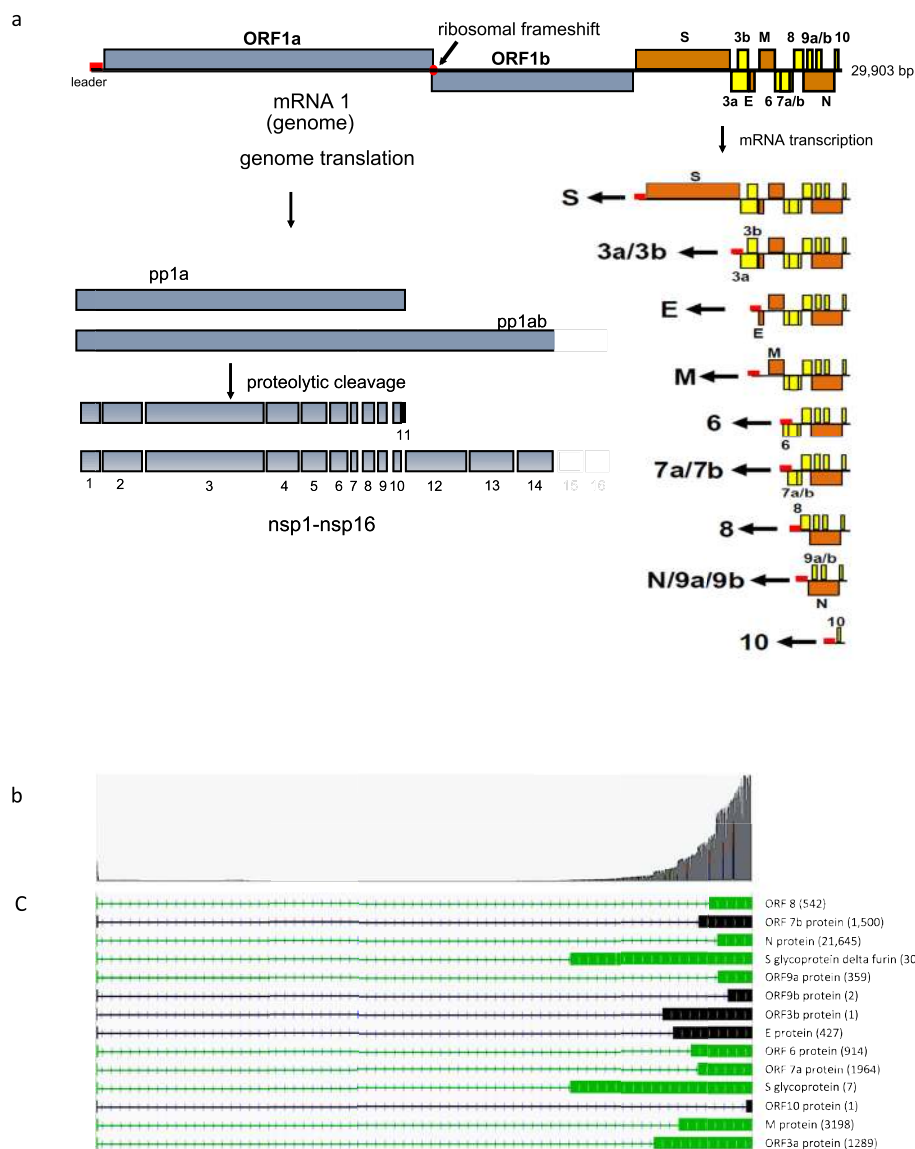 a
ribosomal frameshift
ORF1a
ORF1b
S
3b M 8 9a/b 10
leader
29,903 bp
3a E 6 7a/b N
mRNA 1
(genome)
genome translation
mRNA transcription
S
S
3b
3a/3b
3a
E
E
M
M
6
6
7a/7b
7a/b
8
8
9a/b
N/9a/9b
N
10
10
pp1a
pp1ab
proteolytic cleavage
11
1 2 3 4 5 6 7 8 9 10 12 13 14 15 16
nsp1-nsp16
b
C
ORF 8 (542)
ORF 7b protein (1,500)
N protein (21,645)
S glycoprotein delta furin (30
ORF9a protein (359)
ORF9b protein (2)
ORF3b protein (1)
E protein (427)
ORF 6 protein (914)
ORF 7a protein (1964)
S glycoprotein (7)
ORF10 protein (1)
M protein (3198)
ORF3a protein (1289)